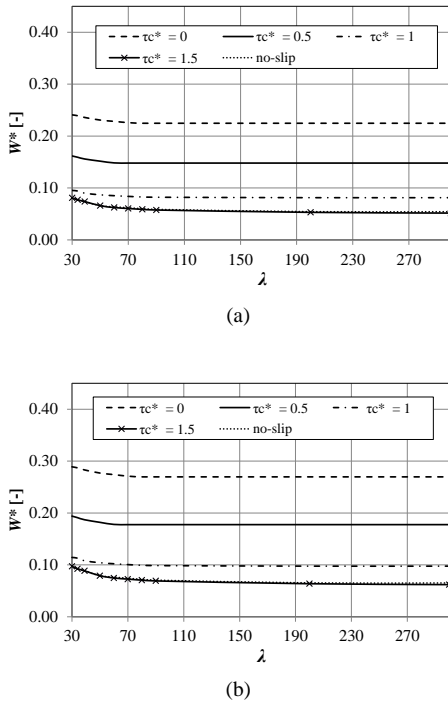 0.40
τc* = 0 τc* = 0.5 τc* = 1
τc* = 1.5 no-slip
0.30
W* [-]
0.20
0.10
0.00
30 70 110 150 190 230 270
λ
(a)
0.40
τc* = 0 τc* = 0.5 τc* = 1
τc* = 1.5 no-slip
0.30
W* [-]
0.20
0.10
0.00
30 70 110 150 190 230 270
λ
(b)